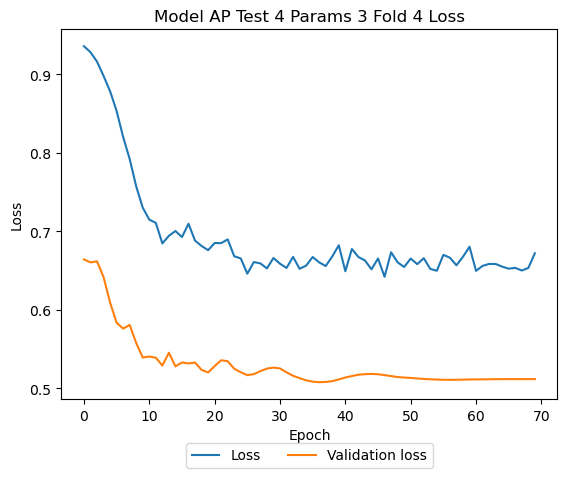 Model AP Test 4 Params 3 Fold 4 Loss
Loss
0.9
0.8
0.7
0.6
0.5
0 10 20 30 40 50 60 70
Epoch
Loss Validation loss